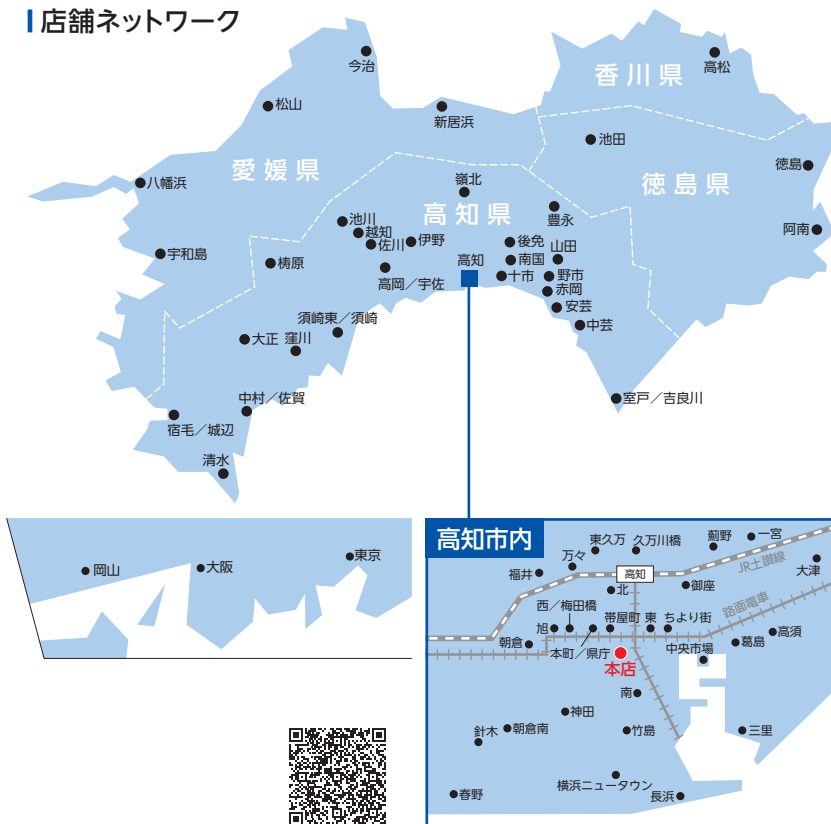 店舗ネットワーク
今治
高松
香川県
松山
新居浜
池田
愛媛県
徳島
八幡浜
嶺北
徳島県
高知県
豊永
池川
越知
佐川
伊野
後免
山田
阿南
宇和島
梼原
高岡／宇佐
高知
南国
十市
野市
赤岡
安芸
中芸
須崎東／須崎
大正
窪川
中村／佐賀
室戸／吉良川
宿毛／城辺
清水
岡山
大阪
東京
高知市内
東久万
久万川橋
薊野
一宮
万々
JR土讃線
大津
福井
高知
北
御座
路面電車
西／梅田橋
帯屋町
東
ちより街
旭
高須
葛島
朝倉
本町／県庁
中央市場
本店
南
神田
朝倉南
針木
竹島
三里
横浜ニュータウン
春野
長浜